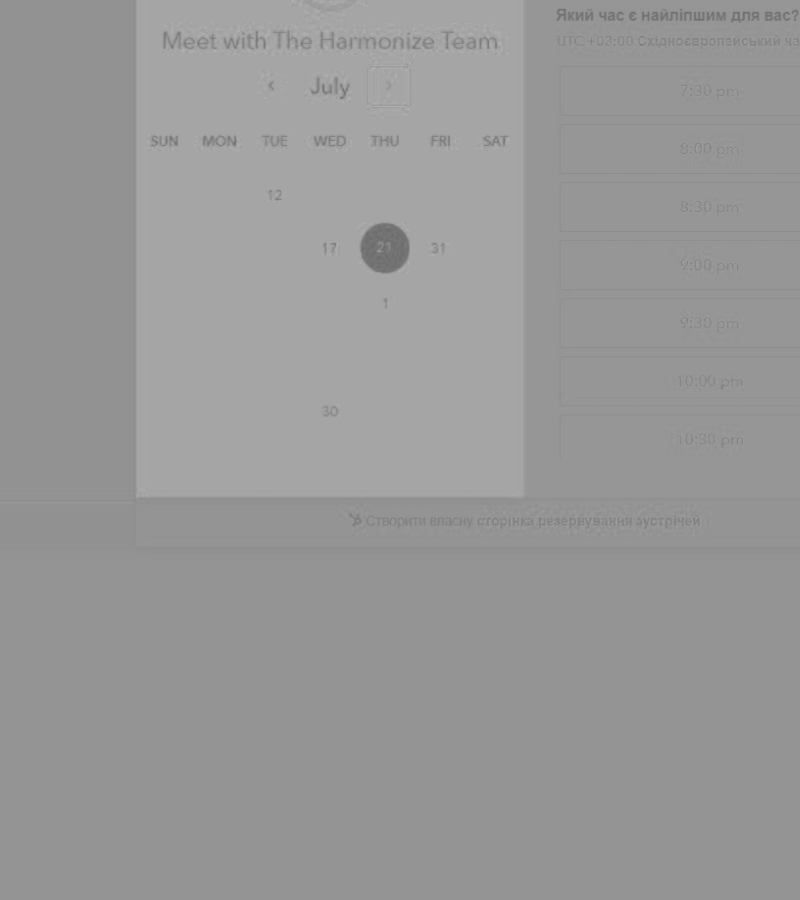 Meet with The Harmonize Team
‹ July ›
SUN MON TUE WED THU FRI SAT
12
17 21 31
1
30
Який час є найліпшим для вас?
UTC +03:00 Східноєвропейський ча
7:30 pm
8:00 pm
8:30 pm
9:00 pm
9:30 pm
10:00 pm
10:30 pm
Створити власну сторінка резервування зустрічей